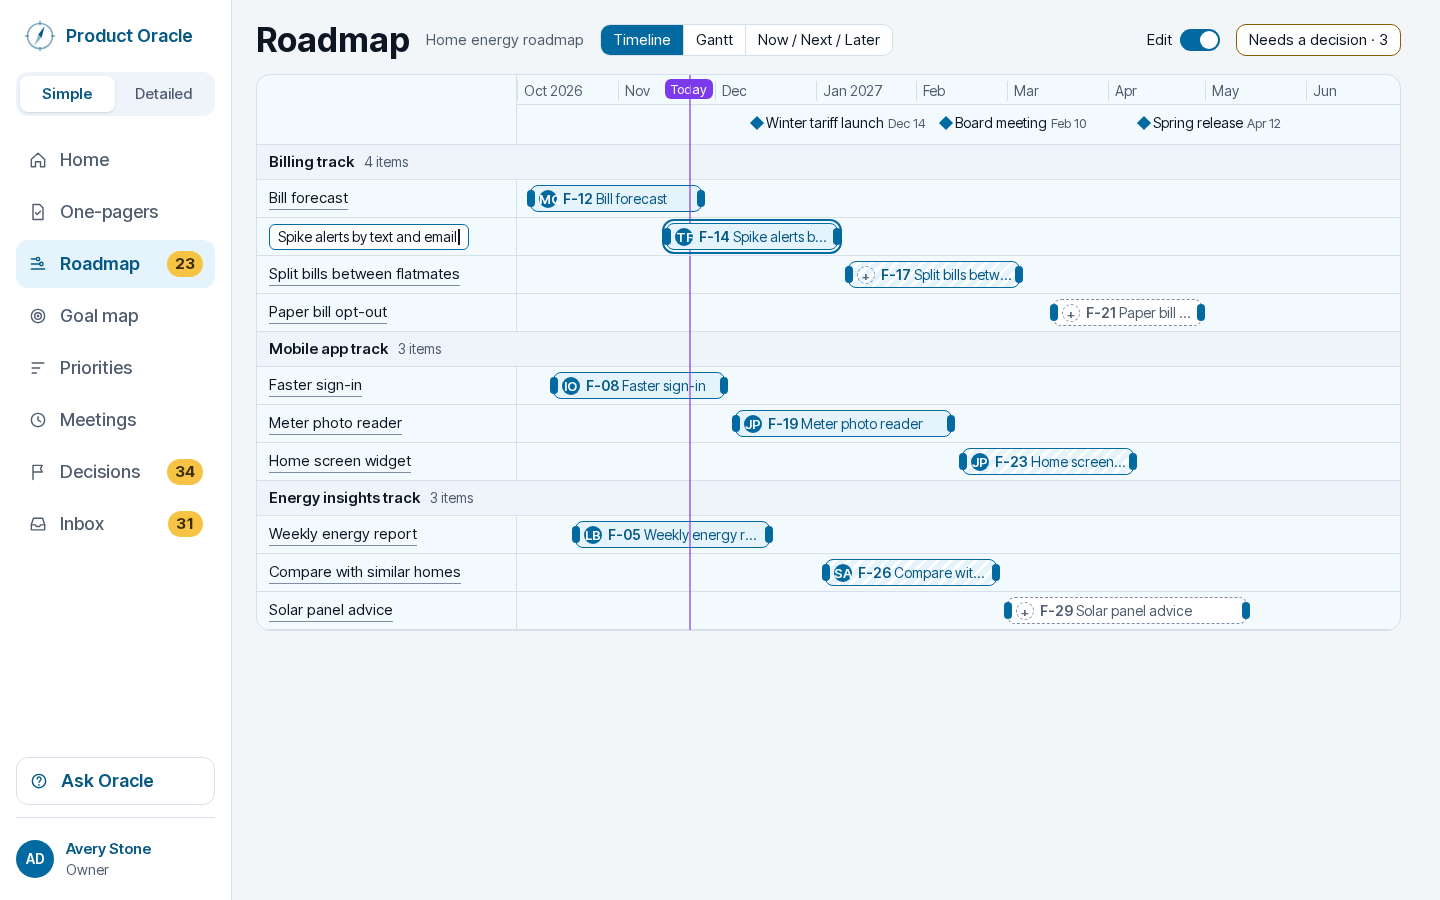 Product Oracle
Simple
Detailed
Home
One-pagers
Roadmap 23
Goal map
Priorities
Meetings
Decisions 34
Inbox 31
Ask Oracle
AD
Avery Stone
Owner
Roadmap
Home energy roadmap
Timeline
Gantt
Now / Next / Later
Edit
Needs a decision · 3
Oct 2026
Nov
Today
Dec
Jan 2027
Feb
Mar
Apr
May
Jun
Winter tariff launch Dec 14
Board meeting Feb 10
Spring release Apr 12
Billing track 4 items
Bill forecast
F-12 Bill forecast
Spike alerts by text and email
F-14 Spike alerts b...
Split bills between flatmates
+ F-17 Split bills betw...
Paper bill opt-out
+ F-21 Paper bill ...
Mobile app track 3 items
Faster sign-in
IO F-08 Faster sign-in
Meter photo reader
JP F-19 Meter photo reader
Home screen widget
JP F-23 Home screen...
Energy insights track 3 items
Weekly energy report
LB F-05 Weekly energy r...
Compare with similar homes
SA F-26 Compare wit...
Solar panel advice
+ F-29 Solar panel advice